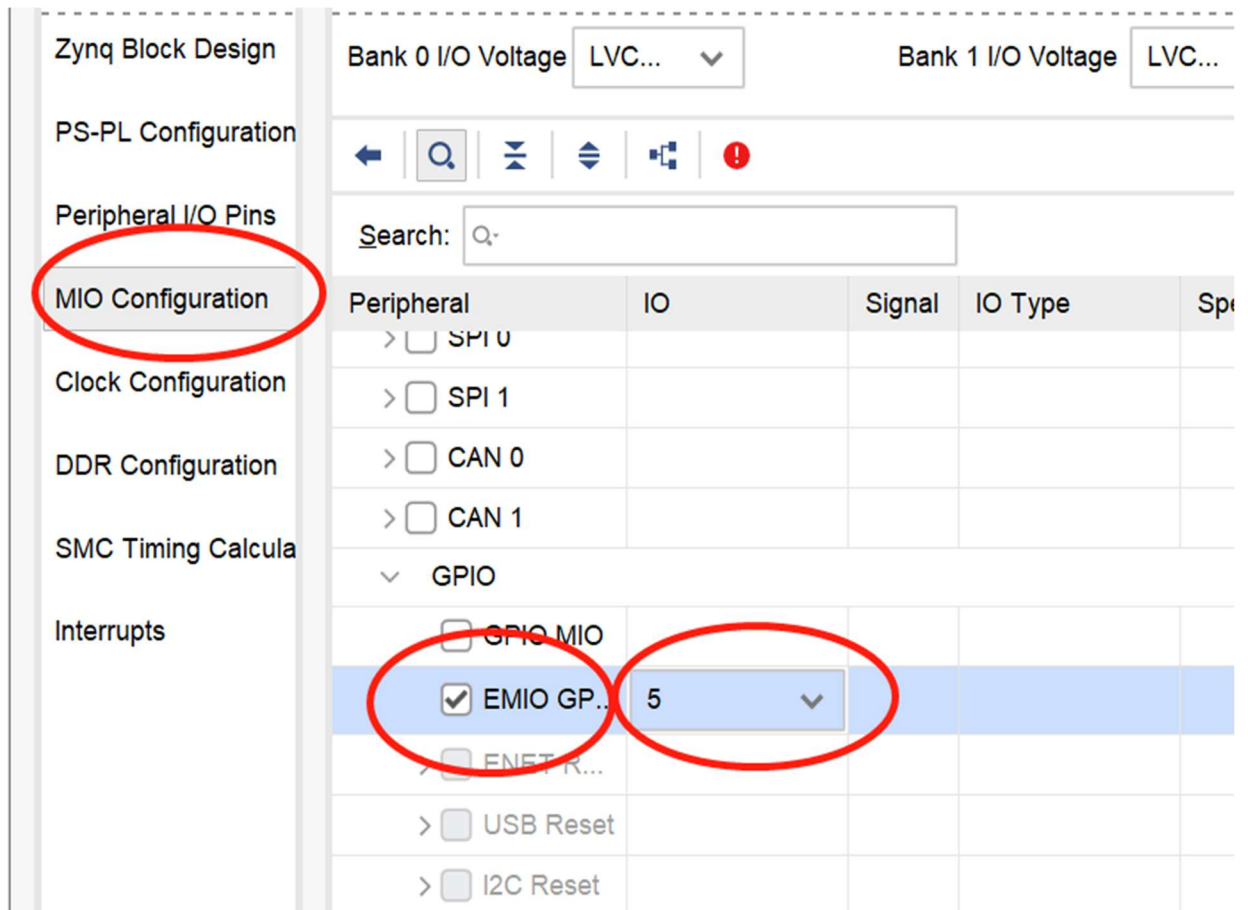 Zynq Block Design
PS-PL Configuration
Peripheral I/O Pins
MIO Configuration
Clock Configuration
DDR Configuration
SMC Timing Calcula
Interrupts
Bank 0 I/O Voltage LVC... Bank 1 I/O Voltage LVC...
Search:
Peripheral IO Signal IO Type Spe
SPI 0
SPI 1
CAN 0
CAN 1
GPIO
GPIO MIO
EMIO GP.. 5
ENET R...
USB Reset
I2C Reset